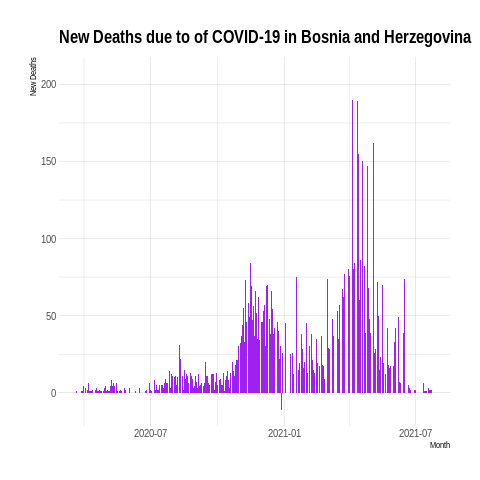 New Deaths due to of COVID-19 in Bosnia and Herzegovina
New Deaths
200
150
100
50
0
2020-07
2021-01
2021-07
Month